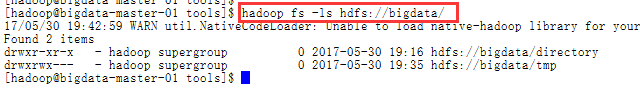 [hadoop@bigdata-master-01 tools]$ hadoop fs -ls hdfs://bigdata/
17/05/30 19:42:59 WARN util.NativeCodeLoader: Unable to load native-hadoop library for your
Found 2 items
drwxr-xr-x - hadoop supergroup 0 2017-05-30 19:16 hdfs://bigdata/directory
drwxrwx--- - hadoop supergroup 0 2017-05-30 19:35 hdfs://bigdata/tmp
[hadoop@bigdata-master-01 tools]$